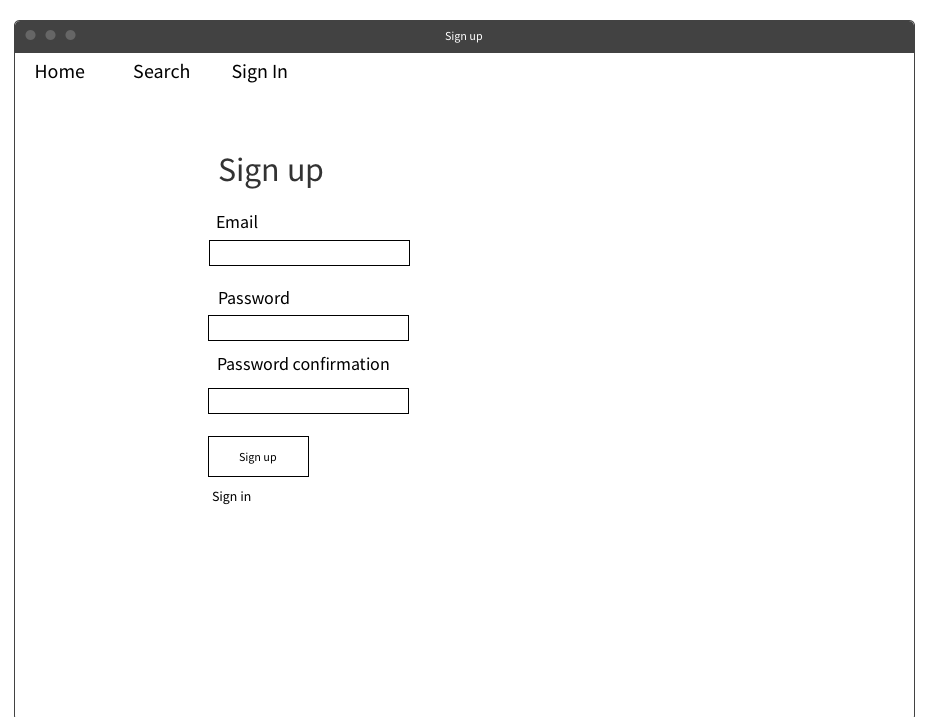 Sign up
Home Search Sign In
Sign up
Email
Password
Password confirmation
Sign up
Sign in